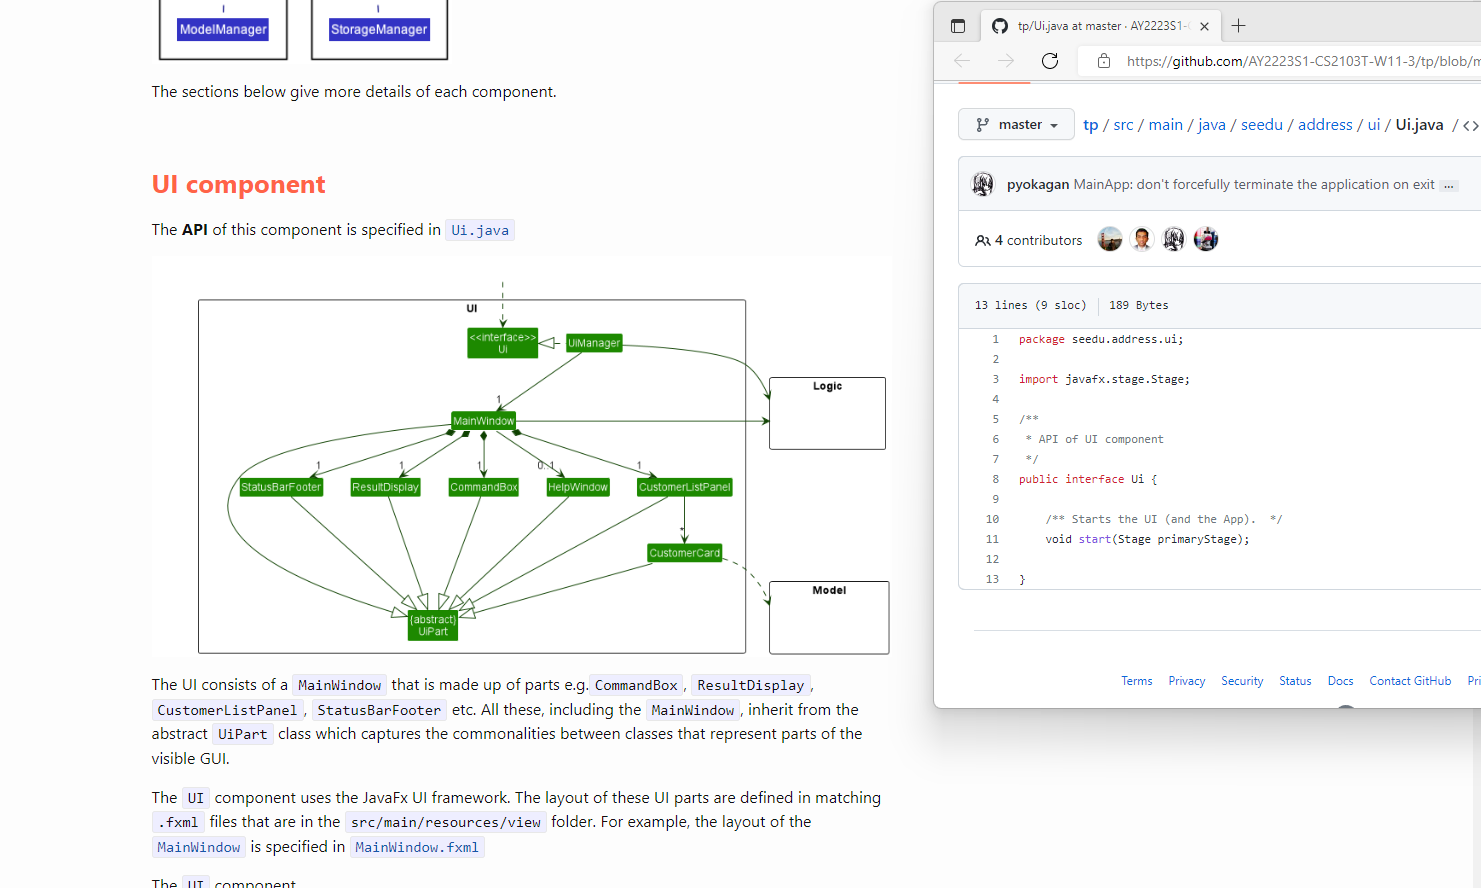 ModelManager
StorageManager
The sections below give more details of each component.
UI component
The API of this component is specified in Ui.java
UI
<<interface>>
Ui
UiManager
Logic
1
MainWindow
1
1
1
0..1
1
StatusBarFooter
ResultDisplay
CommandBox
HelpWindow
CustomerListPanel
*
CustomerCard
Model
{abstract}
UiPart
The UI consists of a MainWindow that is made up of parts e.g.CommandBox, ResultDisplay,
CustomerListPanel, StatusBarFooter etc. All these, including the MainWindow, inherit from the
abstract UiPart class which captures the commonalities between classes that represent parts of the
visible GUI.
The UI component uses the JavaFx UI framework. The layout of these UI parts are defined in matching
.fxml files that are in the src/main/resources/view folder. For example, the layout of the
MainWindow is specified in MainWindow.fxml
The UI component
tp/Ui.java at master · AY2223S1-
https://github.com/AY2223S1-CS2103T-W11-3/tp/blob/m
master
tp / src / main / java / seedu / address / ui / Ui.java / <>
pyokagan MainApp: don't forcefully terminate the application on exit ...
4 contributors
13 lines (9 sloc) 189 Bytes
1 package seedu.address.ui;
2
3 import javafx.stage.Stage;
4
5 /**
6 * API of UI component
7 */
8 public interface Ui {
9
10 /** Starts the UI (and the App). */
11 void start(Stage primaryStage);
12
13 }
Terms Privacy Security Status Docs Contact GitHub Pri